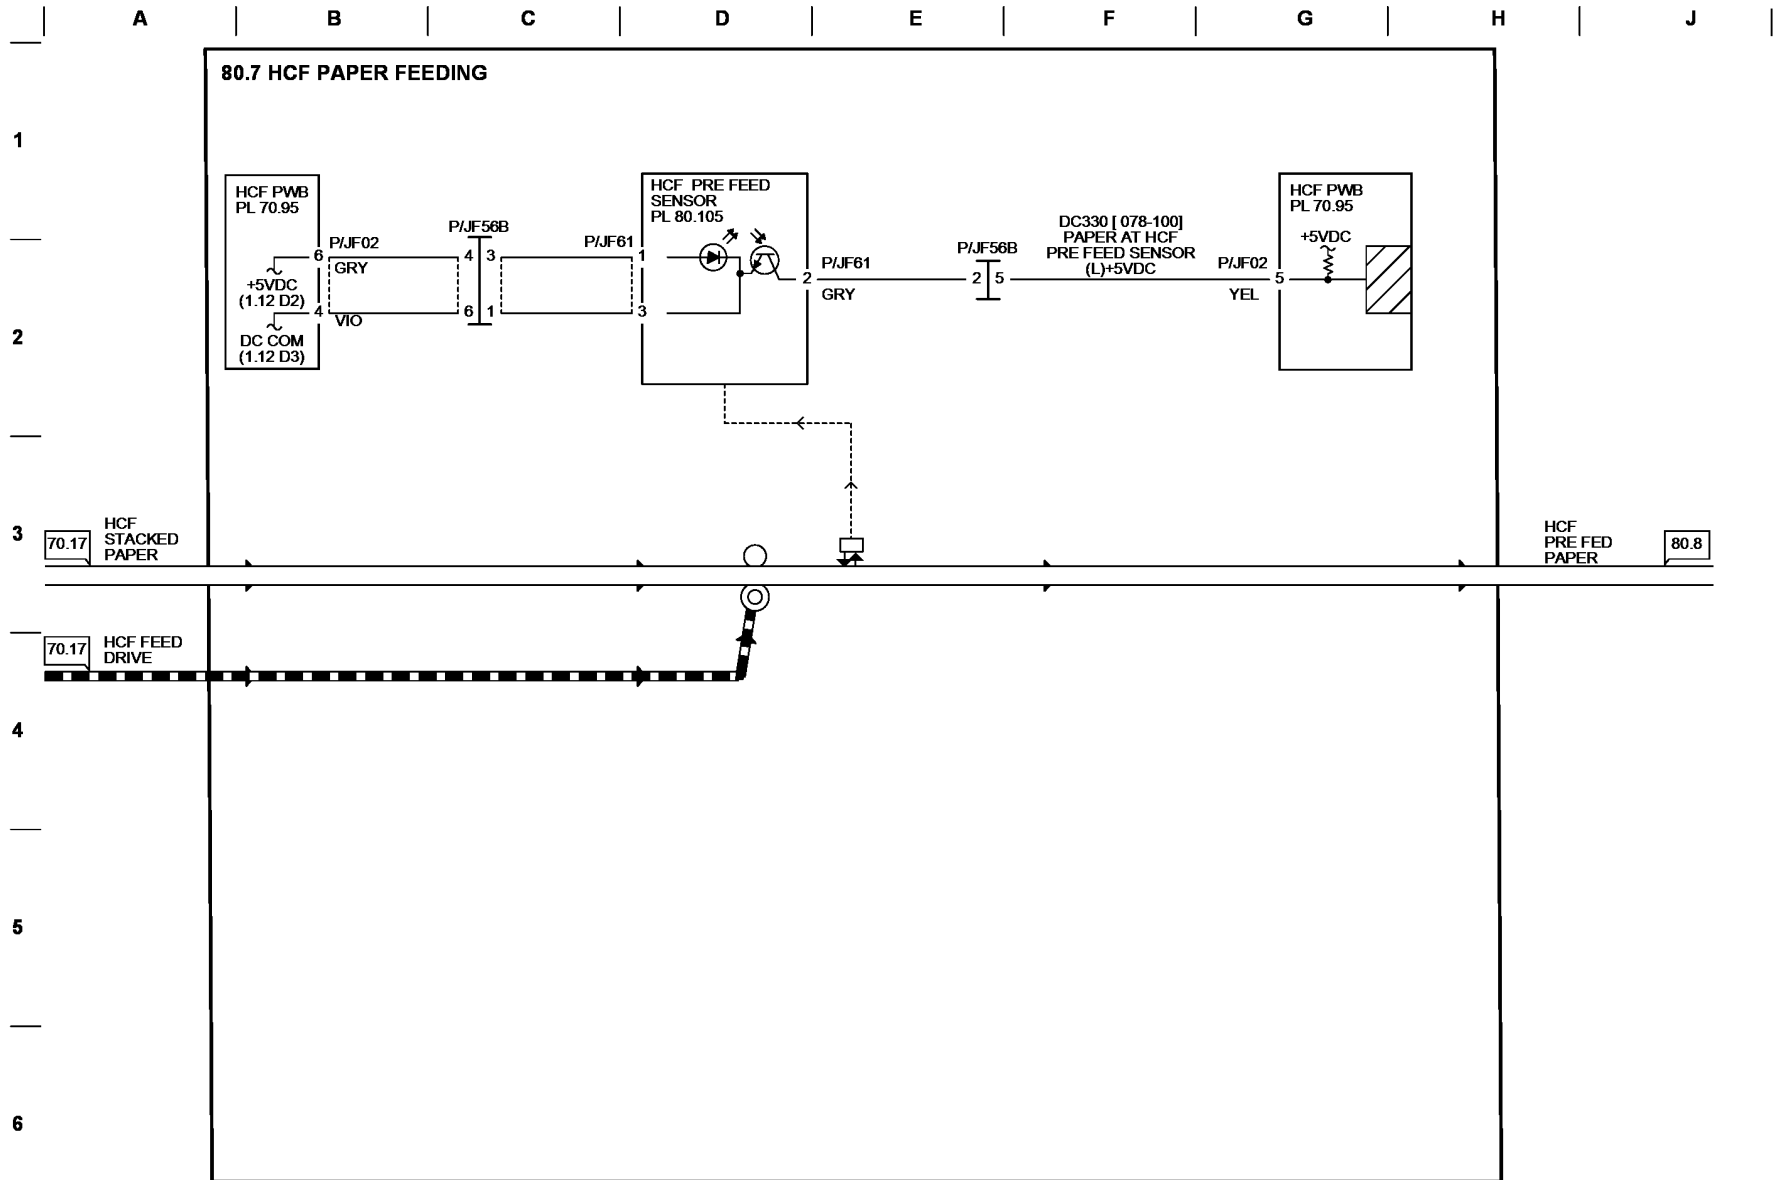 A B C D E F G H J
80.7 HCF PAPER FEEDING
1
HCF PWB
PL 70.95
6
+5VDC
(1.12 D2)
4
DC COM
(1.12 D3)
P/JF02
GRY
VIO
P/JF56B
4 3
6 1
P/JF61
1
3
HCF PRE FEED
SENSOR
PL 80.105
2
P/JF61
GRY
P/JF56B
2 5
DC330 [ 078-100]
PAPER AT HCF
PRE FEED SENSOR
(L)+5VDC
P/JF02
YEL
5
HCF PWB
PL 70.95
+5VDC
2
3
70.17
HCF
STACKED
PAPER
HCF
PRE FED
PAPER
80.8
70.17
HCF FEED
DRIVE
4
5
6